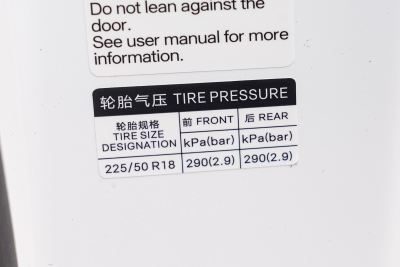 Do not lean against the
door.
See user manual for more
information.
轮胎气压 TIRE PRESSURE
轮胎规格
TIRE SIZE
DESIGNATION
前 FRONT
后 REAR
kPa(bar)
kPa(bar)
225/50 R18
290(2.9)
290(2.9)